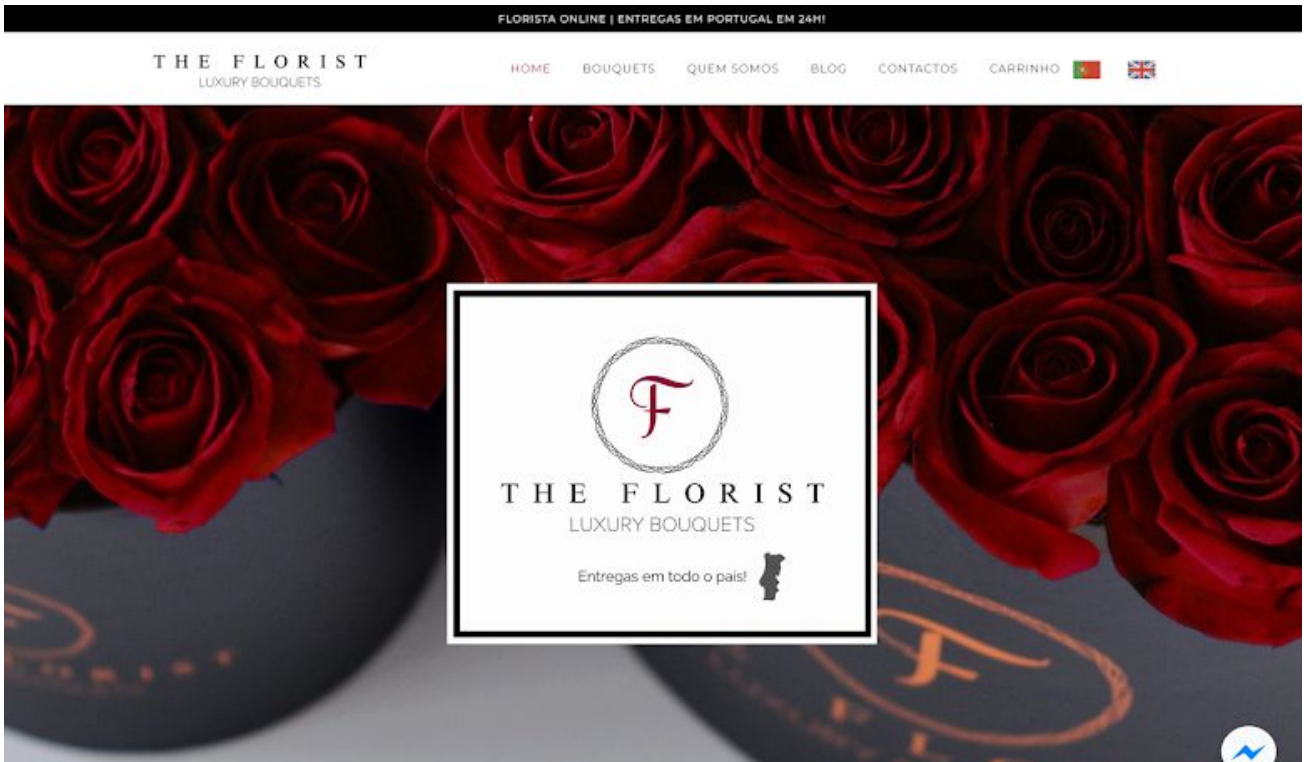 FLORISTA ONLINE | ENTREGAS EM PORTUGAL EM 24H!
THE FLORIST
LUXURY BOUQUETS
HOME BOUQUETS QUEM SOMOS BLOG CONTACTOS CARRINHO
F
THE FLORIST
LUXURY BOUQUETS
Entregas em todo o país!
F